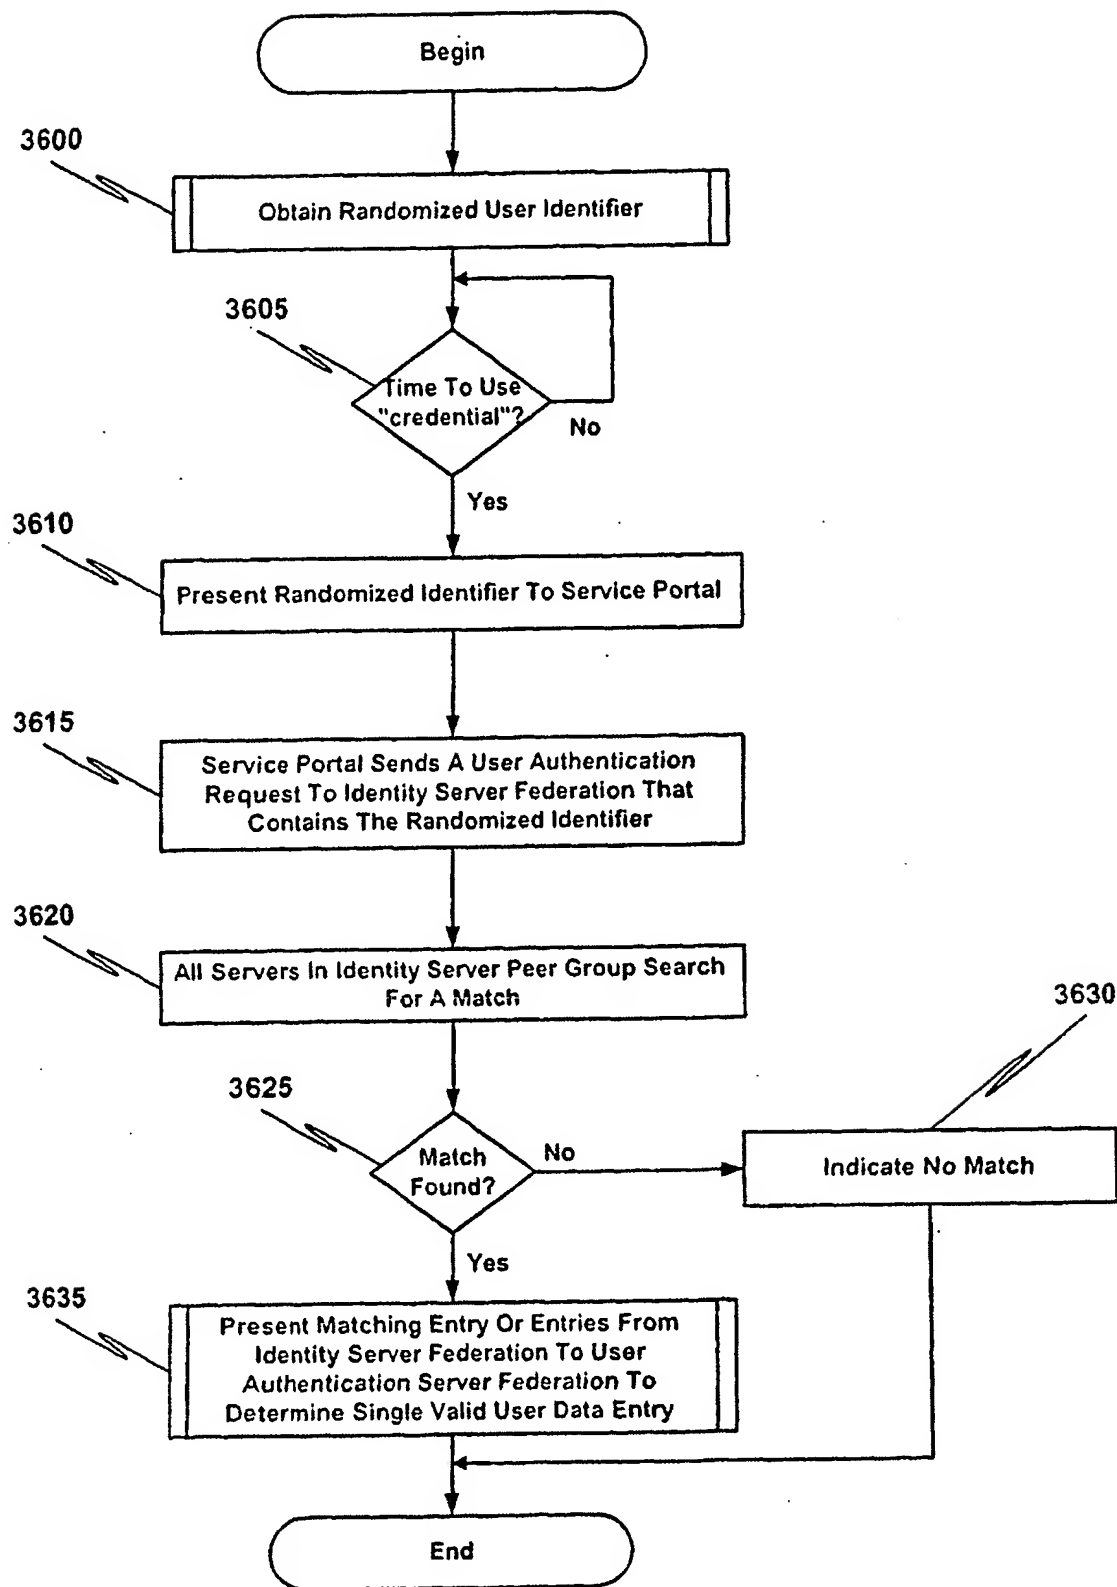 Begin
3600
Obtain Randomized User Identifier
3605
Time To Use
"credential"?
No
Yes
3610
Present Randomized Identifier To Service Portal
3615
Service Portal Sends A User Authentication
Request To Identity Server Federation That
Contains The Randomized Identifier
3620
All Servers In Identity Server Peer Group Search
For A Match
3630
3625
Match
Found?
No
Indicate No Match
Yes
3635
Present Matching Entry Or Entries From
Identity Server Federation To User
Authentication Server Federation To
Determine Single Valid User Data Entry
End